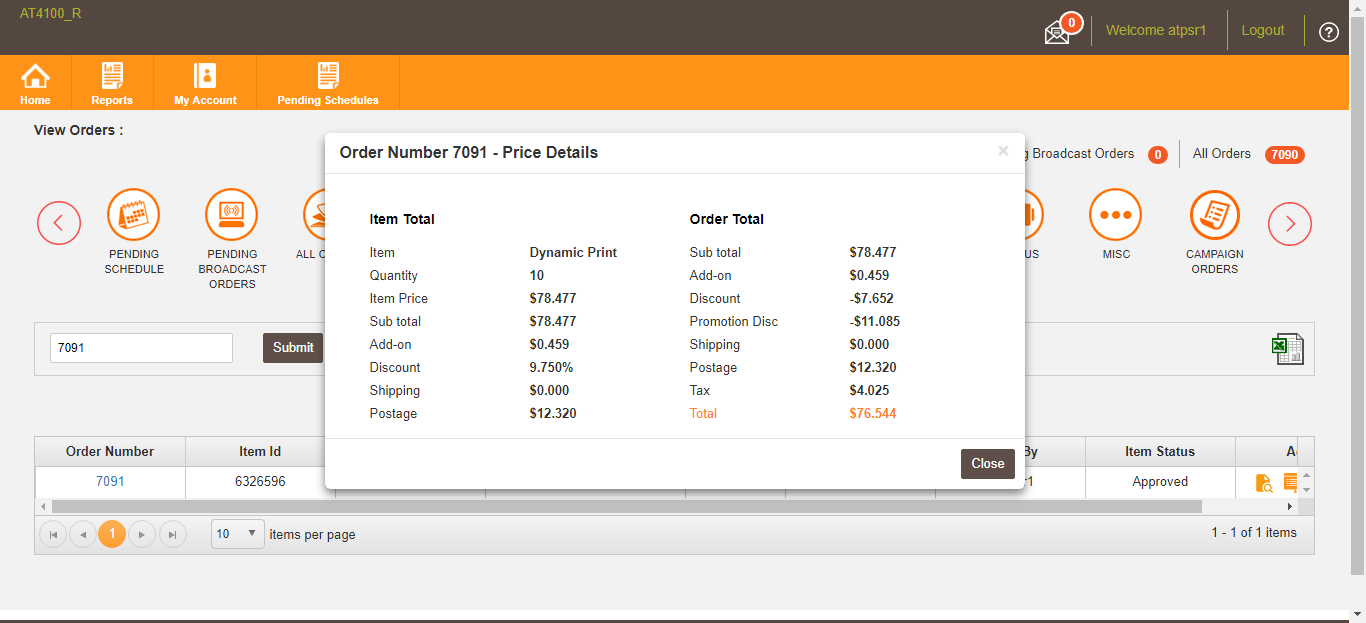 AT4100_R
0
Welcome atpsr1
Logout
?
Home
Reports
My Account
Pending Schedules
View Orders :
Broadcast Orders 0
All Orders 7090
PENDING
SCHEDULE
PENDING
BROADCAST
ORDERS
ALL
US
MISC
CAMPAIGN
ORDERS
Order Number 7091 - Price Details
×
Item Total
Item Dynamic Print
Quantity 10
Item Price $78.477
Sub total $78.477
Add-on $0.459
Discount 9.750%
Shipping $0.000
Postage $12.320
Order Total
Sub total $78.477
Add-on $0.459
Discount -$7.652
Promotion Disc -$11.085
Shipping $0.000
Postage $12.320
Tax $4.025
Total $76.544
Close
7091
Submit
Order Number Item Id By Item Status
7091 6326596 Approved
1
10 items per page
1 - 1 of 1 items